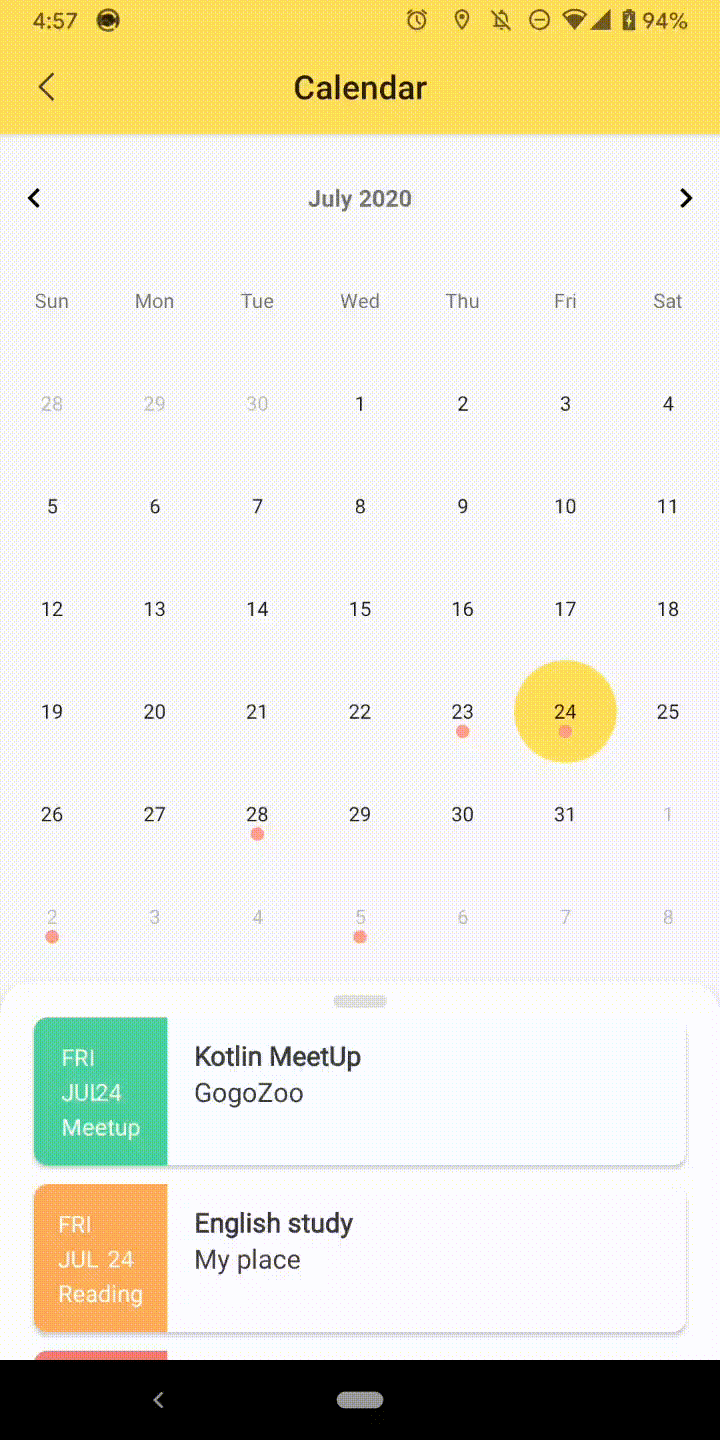 4:57 94%
Calendar
July 2020
Sun Mon Tue Wed Thu Fri Sat
28 29 30 1 2 3 4
5 6 7 8 9 10 11
12 13 14 15 16 17 18
19 20 21 22 23 24 25
26 27 28 29 30 31 1
2 3 4 5 6 7 8
FRI
JUL24
Meetup
Kotlin MeetUp
GogoZoo
FRI
JUL 24
Reading
English study
My place